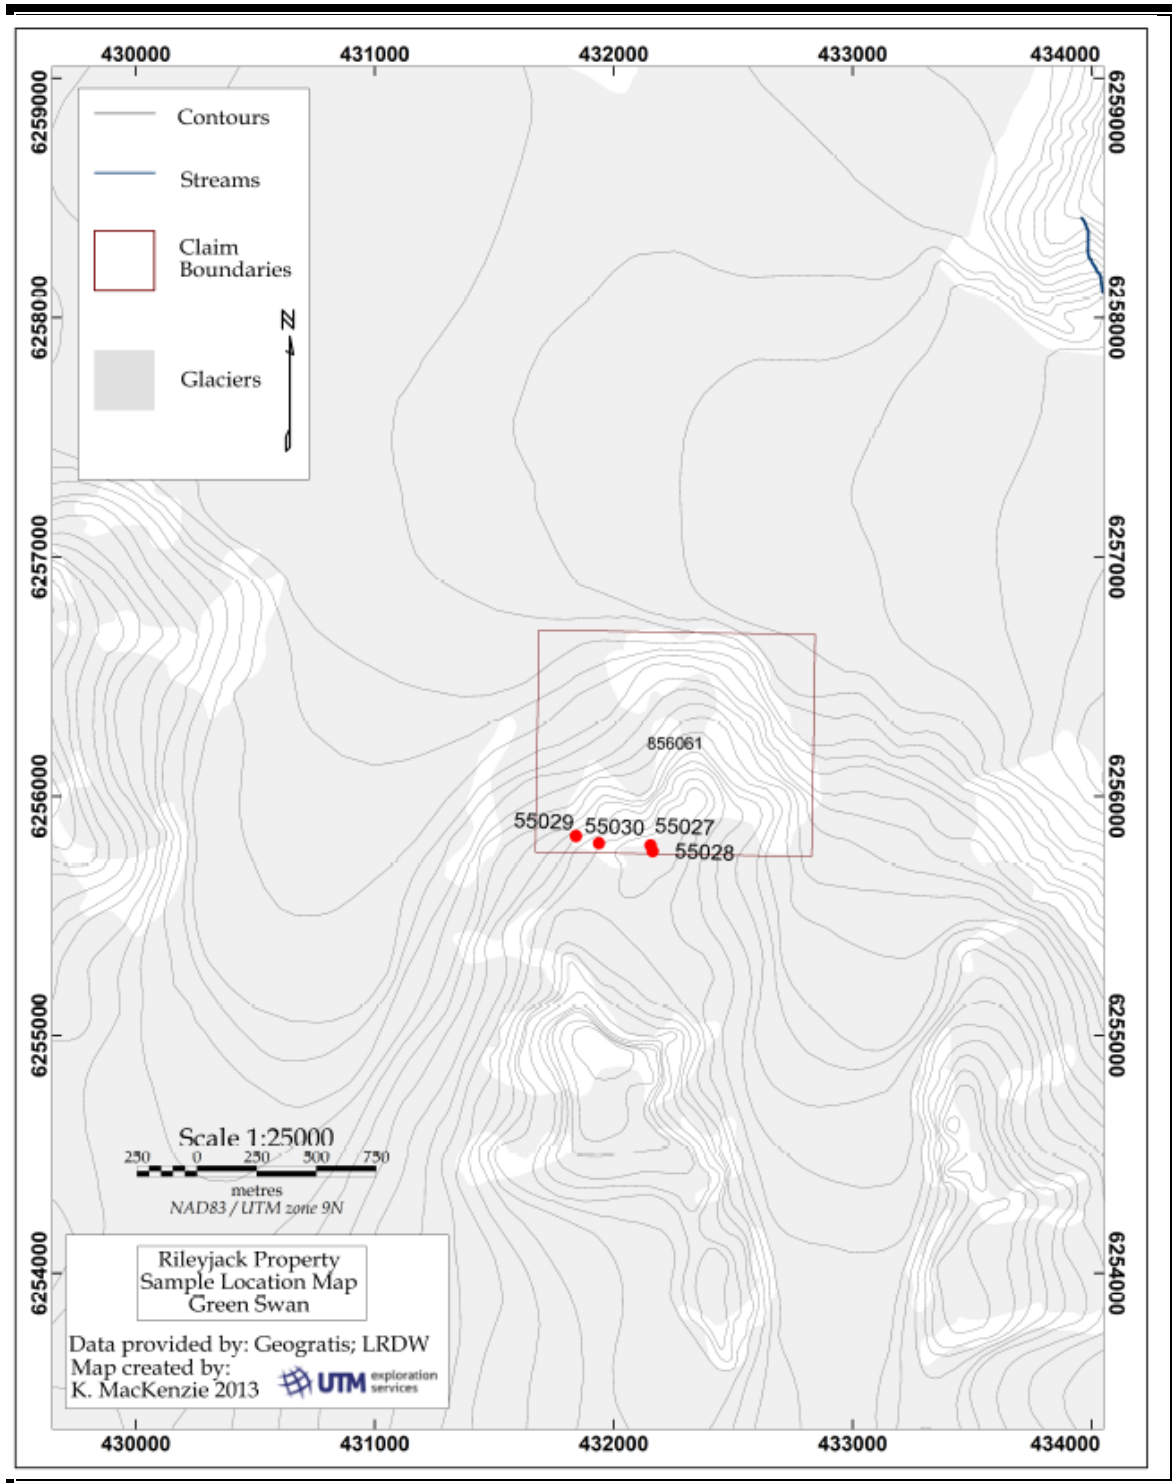 430000 431000 432000 433000 434000
6259000
6259000
Contours
Streams
Claim
Boundaries
N
Glaciers
6258000
6258000
6257000
6257000
856061
6256000
6256000
55029 55030 55027
55028
6255000
6255000
Scale 1:25000
250 0 250 500 750
metres
NAD83 / UTM zone 9N
6254000
6254000
Rileyjack Property
Sample Location Map
Green Swan
Data provided by: Geogratis; LRDW
Map created by:
K. MacKenzie 2013
UTM exploration
services
430000 431000 432000 433000 434000